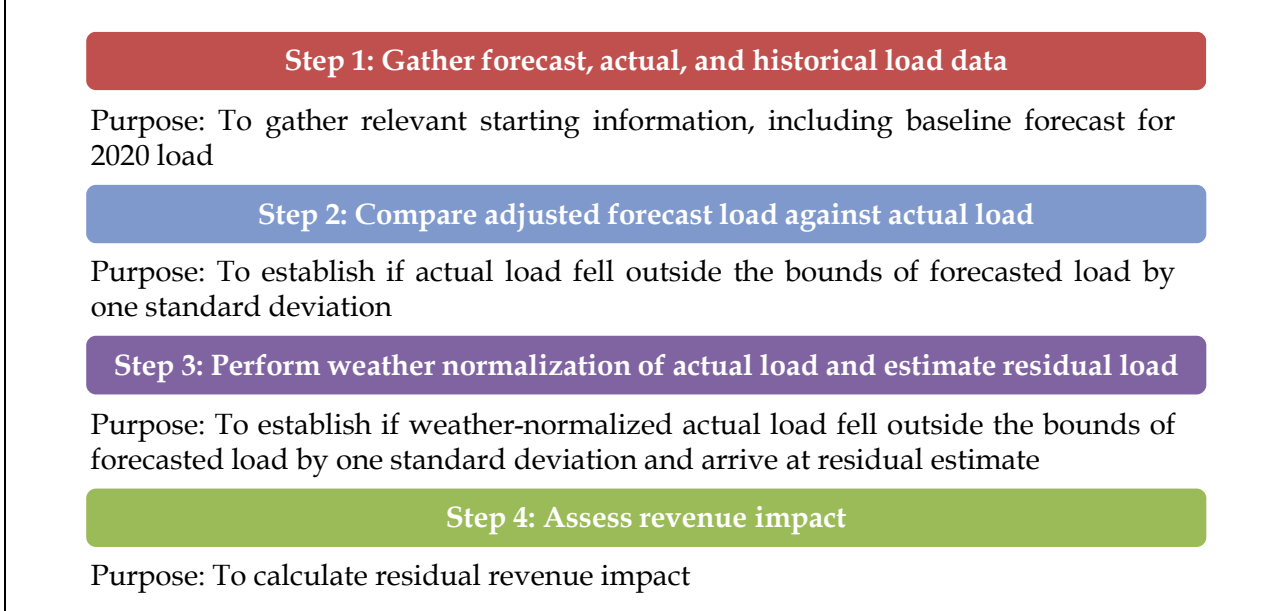 Step 1: Gather forecast, actual, and historical load data
Purpose: To gather relevant starting information, including baseline forecast for
2020 load
Step 2: Compare adjusted forecast load against actual load
Purpose: To establish if actual load fell outside the bounds of forecasted load by
one standard deviation
Step 3: Perform weather normalization of actual load and estimate residual load
Purpose: To establish if weather-normalized actual load fell outside the bounds of
forecasted load by one standard deviation and arrive at residual estimate
Step 4: Assess revenue impact
Purpose: To calculate residual revenue impact